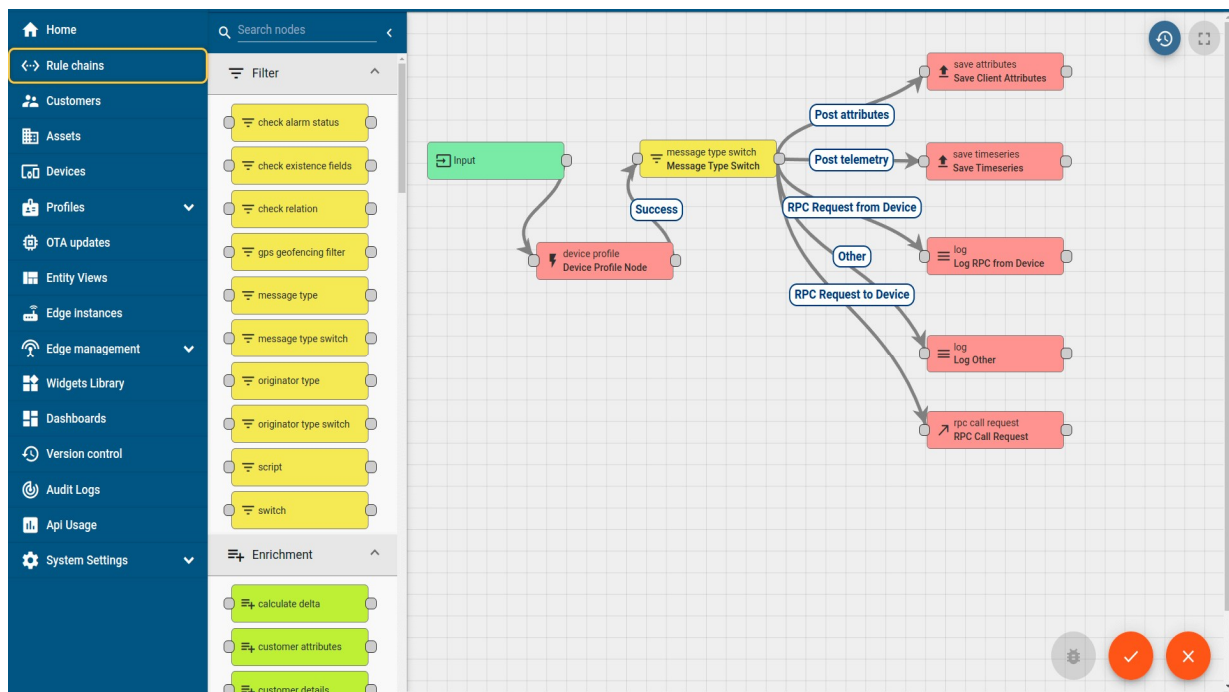 Home
Rule chains
Customers
Assets
Devices
Profiles
OTA updates
Entity Views
Edge instances
Edge management
Widgets Library
Dashboards
Version control
Audit Logs
Api Usage
System Settings
Search nodes
Filter
check alarm status
check existence fields
check relation
gps geofencing filter
message type
message type switch
originator type
originator type switch
script
switch
Enrichment
calculate delta
customer attributes
customer details
Input
device profile
Device Profile Node
Success
message type switch
Message Type Switch
Post attributes
Post telemetry
RPC Request from Device
Other
RPC Request to Device
save attributes
Save Client Attributes
save timeseries
Save Timeseries
log
Log RPC from Device
log
Log Other
rpc call request
RPC Call Request